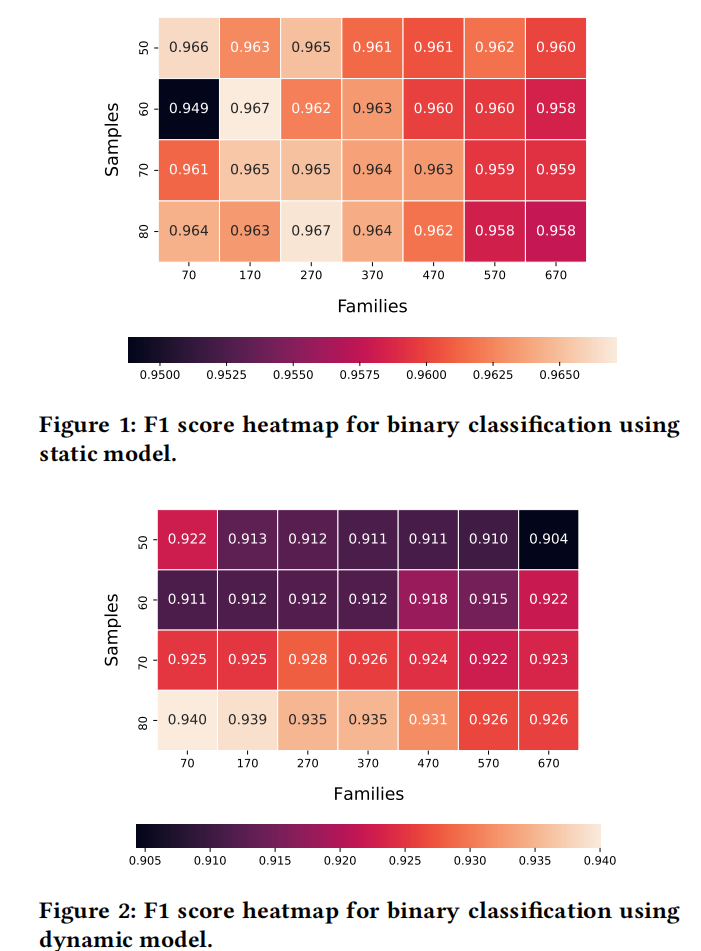 50 0.966 0.963 0.965 0.961 0.961 0.962 0.960
60 0.949 0.967 0.962 0.963 0.960 0.960 0.958
Samples
70 0.961 0.965 0.965 0.964 0.963 0.959 0.959
80 0.964 0.963 0.967 0.964 0.962 0.958 0.958
70 170 270 370 470 570 670
Families
0.9500 0.9525 0.9550 0.9575 0.9600 0.9625 0.9650
Figure 1: F1 score heatmap for binary classification using
static model.
50 0.922 0.913 0.912 0.911 0.911 0.910 0.904
60 0.911 0.912 0.912 0.912 0.918 0.915 0.922
Samples
70 0.925 0.925 0.928 0.926 0.924 0.922 0.923
80 0.940 0.939 0.935 0.935 0.931 0.926 0.926
70 170 270 370 470 570 670
Families
0.905 0.910 0.915 0.920 0.925 0.930 0.935 0.940
Figure 2: F1 score heatmap for binary classification using
dynamic model.